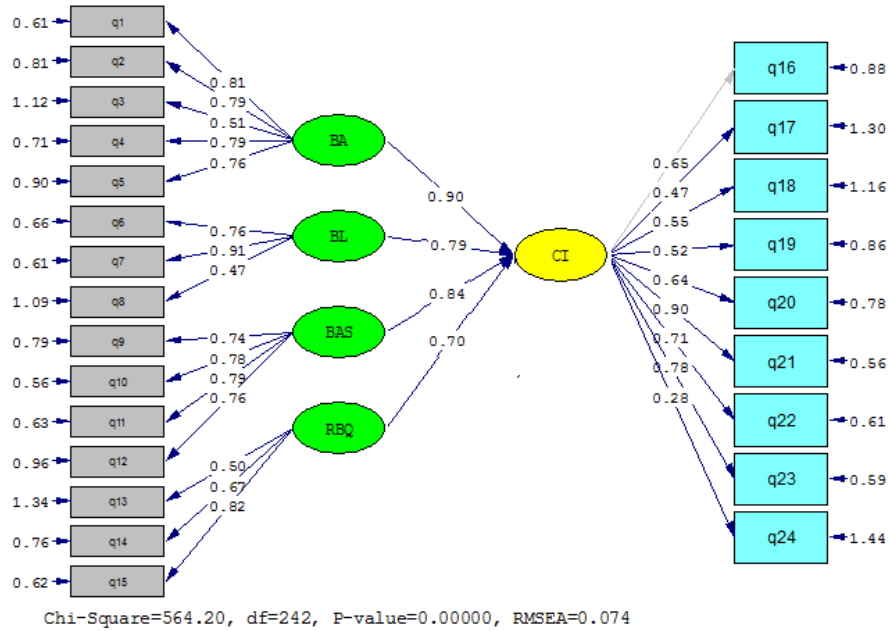 0.61 q1
0.81 q2
1.12 q3
0.71 q4
0.90 q5
0.66 q6
0.61 q7
1.09 q8
0.79 q9
0.56 q10
0.63 q11
0.96 q12
1.34 q13
0.76 q14
0.62 q15
0.81
0.79
0.51
0.79
0.76
0.76
0.91
0.47
0.74
0.78
0.79
0.76
0.50
0.67
0.82
BA
BL
BAS
RBQ
0.90
0.79
0.84
0.70
CI
0.65
0.47
0.55
0.52
0.64
0.90
0.71
0.78
0.28
q16 0.88
q17 1.30
q18 1.16
q19 0.86
q20 0.78
q21 0.56
q22 0.61
q23 0.59
q24 1.44
Chi-Square=564.20, df=242, P-value=0.00000, RMSEA=0.074